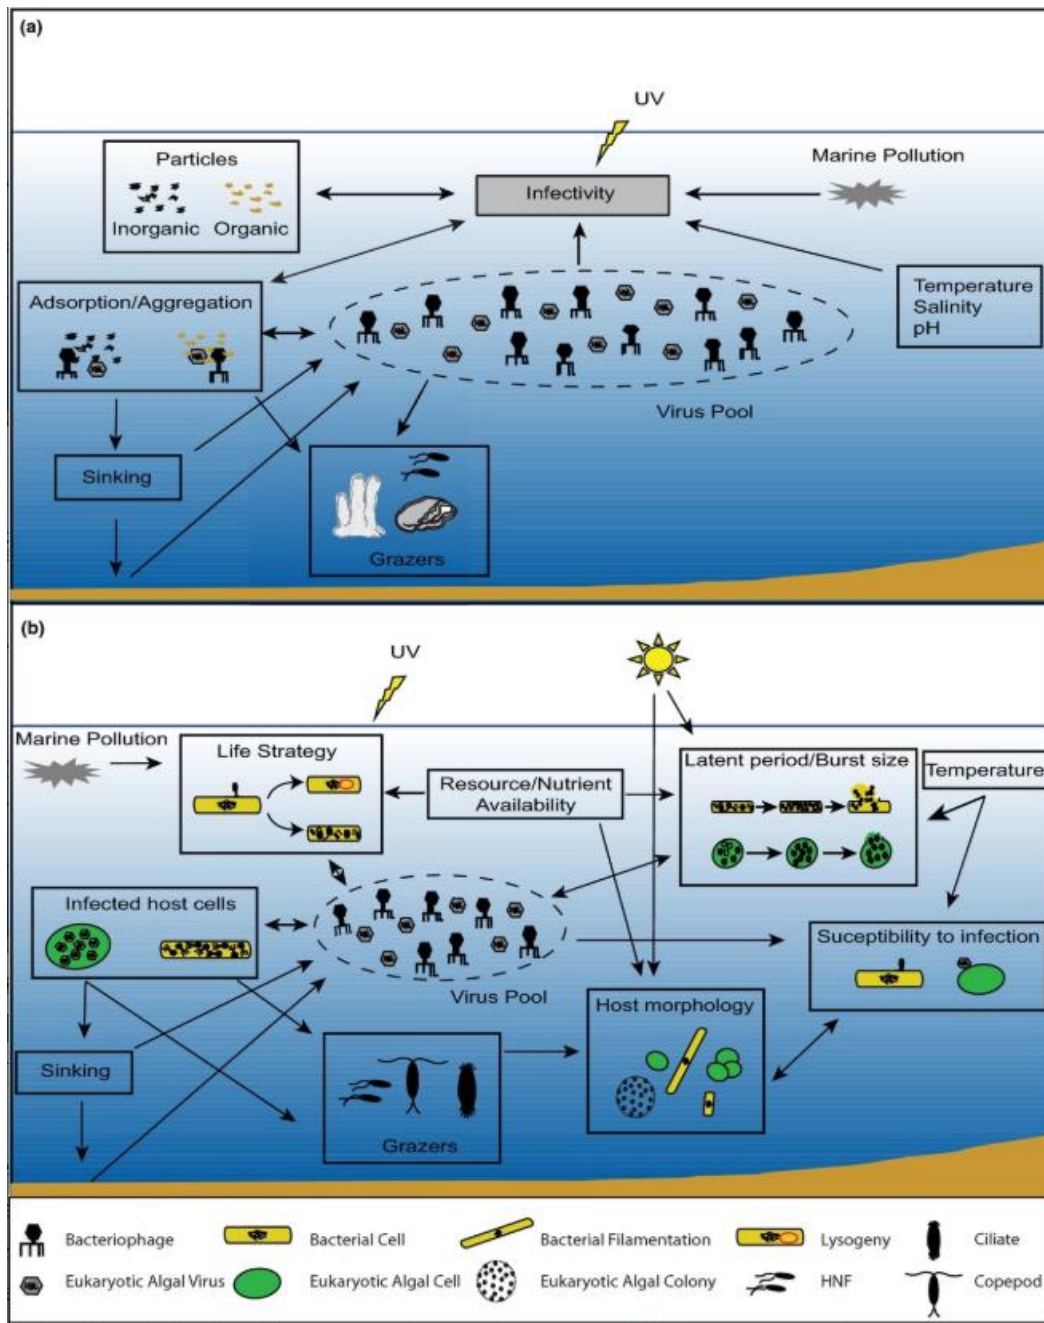 (a)
UV
Particles
Inorganic Organic
Infectivity
Marine Pollution
Adsorption/Aggregation
Temperature
Salinity
pH
Virus Pool
Sinking
Grazers
(b)
UV
Marine Pollution
Life Strategy
Resource/Nutrient
Availability
Latent period/Burst size
Temperature
Infected host cells
Virus Pool
Suceptibility to infection
Host morphology
Sinking
Grazers
Bacteriophage Bacterial Cell Bacterial Filamentation Lysogeny Ciliate
Eukaryotic Algal Virus Eukaryotic Algal Cell Eukaryotic Algal Colony HNF Copepod